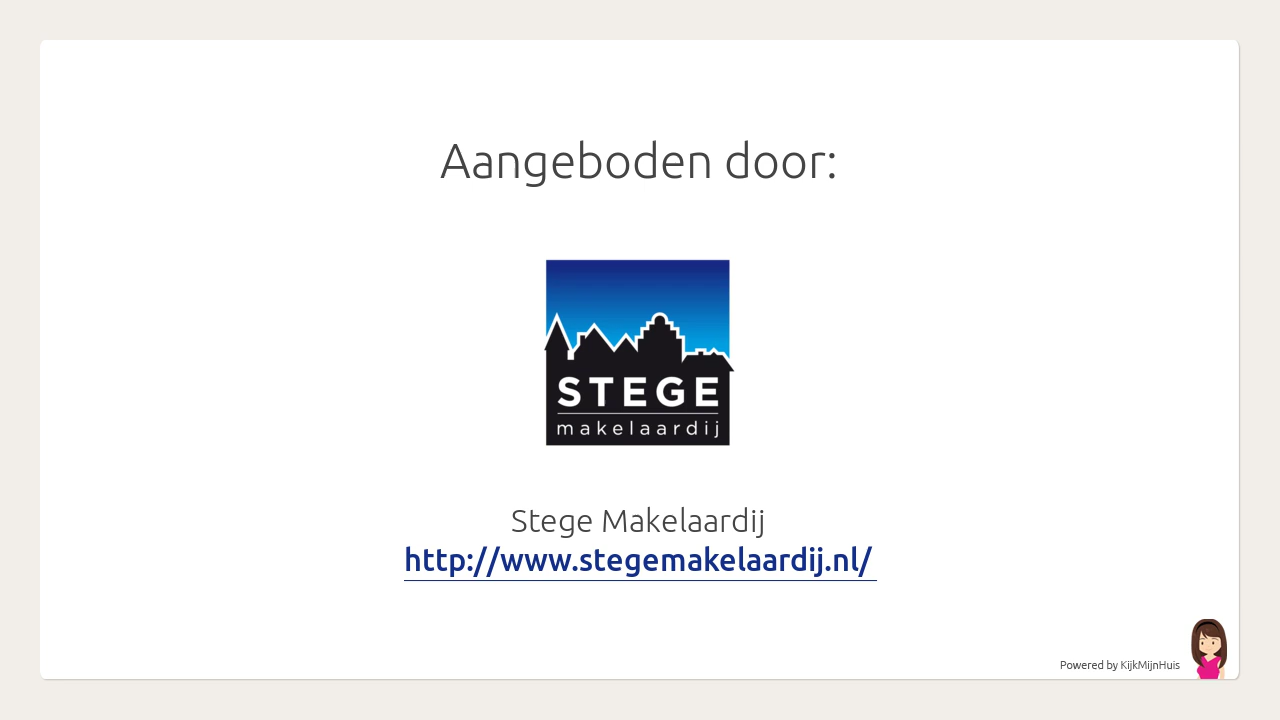 Aangeboden door:
STEGE
makelaardij
Stege Makelaardij
http://www.stegemakelaardij.nl/
Powered by KijkMijnHuis